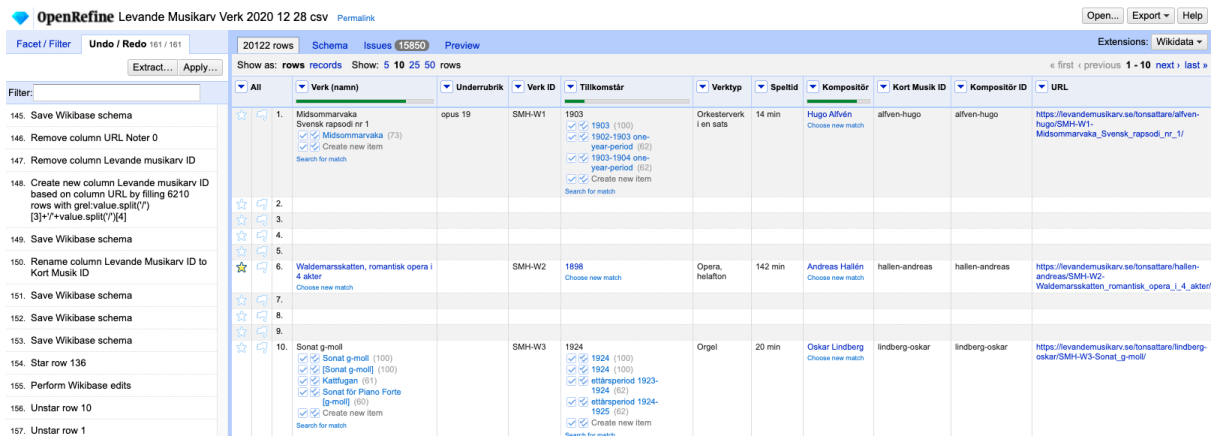 OpenRefine Levande Musikarv Verk 2020 12 28 csv Permalink
Open... Export Help
Facet / Filter Undo / Redo 161 / 161
Extract... Apply...
Filter:
145. Save Wikibase schema
146. Remove column URL Noter 0
147. Remove column Levande musikarv ID
148. Create new column Levande musikarv ID
based on column URL by filling 6210
rows with grel:value.split('/')
[3]+'/'+value.split('/')[4]
149. Save Wikibase schema
150. Rename column Levande Musikarv ID to
Kort Musik ID
151. Save Wikibase schema
152. Save Wikibase schema
153. Save Wikibase schema
154. Star row 136
155. Perform Wikibase edits
156. Unstar row 10
157. Unstar row 1
20122 rows Schema Issues 15850 Preview
Extensions: Wikidata
Show as: rows records Show: 5 10 25 50 rows
« first ‹ previous 1 - 10 next › last »
All Verk (namn) Underrubrik Verk ID Tillkomstår Verktyp Speltid Kompositör Kort Musik ID Kompositör ID URL
1.
Midsommarvaka
Svensk rapsodi nr 1
Midsommarvaka (73)
Create new item
Search for match
opus 19
SMH-W1
1903
1903 (100)
1902-1903 one-
year-period (62)
1903-1904 one-
year-period (62)
Create new item
Search for match
Orkesterverk
i en sats
14 min
Hugo Alfvén
Choose new match
alfven-hugo
alfven-hugo
https://levandemusikarv.se/tonsattare/alfven-
hugo/SMH-W1-
Midsommarvaka_Svensk_rapsodi_nr_1/
2.
3.
4.
5.
6.
Waldemarsskatten, romantisk opera i
4 akter
Choose new match
SMH-W2
1898
Choose new match
Opera,
helafton
142 min
Andreas Hallén
Choose new match
hallen-andreas
hallen-andreas
https://levandemusikarv.se/tonsattare/hallen-
andreas/SMH-W2-
Waldemarsskatten_romantisk_opera_i_4_akter/
7.
8.
9.
10.
Sonat g-moll
Sonat g-moll (100)
[Sonat g-moll] (100)
Kattfugan (61)
Sonat för Piano Forte
[g-moll] (60)
Create new item
Search for match
SMH-W3
1924
1924 (100)
1924 (100)
ettårsperiod 1923-
1924 (62)
ettårsperiod 1924-
1925 (62)
Create new item
Search for match
Orgel
20 min
Oskar Lindberg
Choose new match
lindberg-oskar
lindberg-oskar
https://levandemusikarv.se/tonsattare/lindberg-
oskar/SMH-W3-Sonat_g-moll/